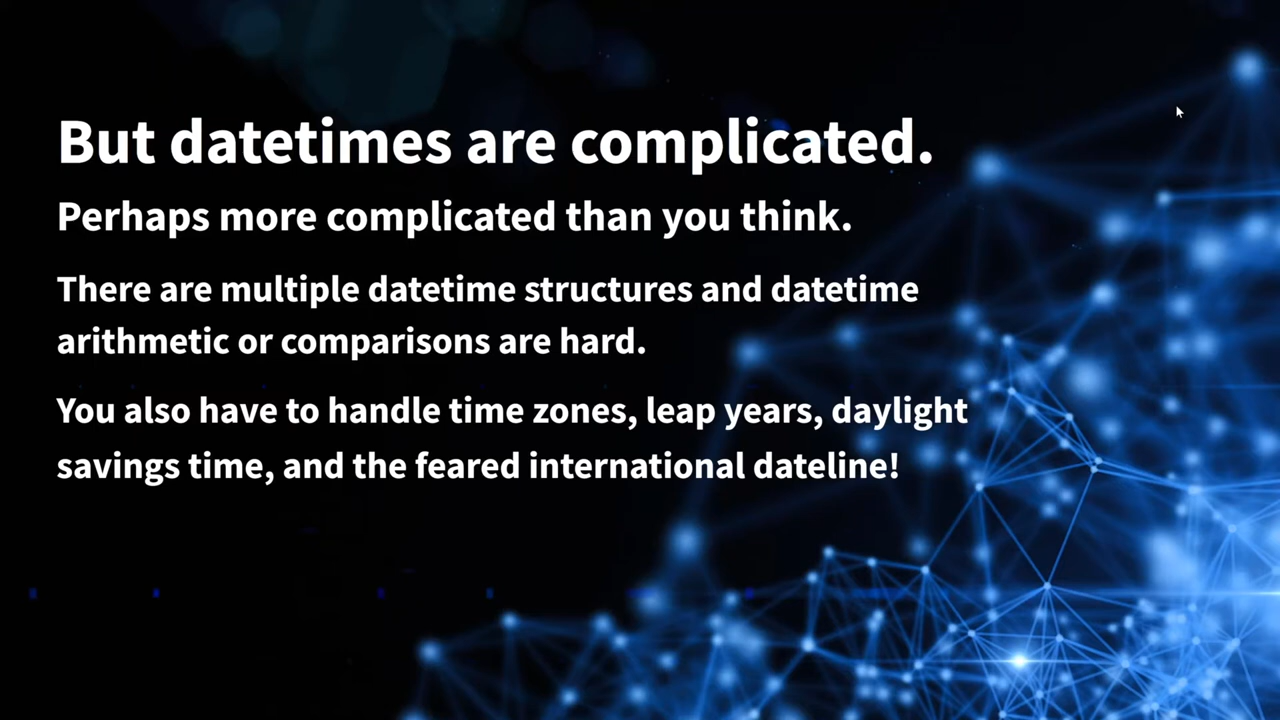 But datetimes are complicated.
Perhaps more complicated than you think.
There are multiple datetime structures and datetime
arithmetic or comparisons are hard.
You also have to handle time zones, leap years, daylight
savings time, and the feared international dateline!